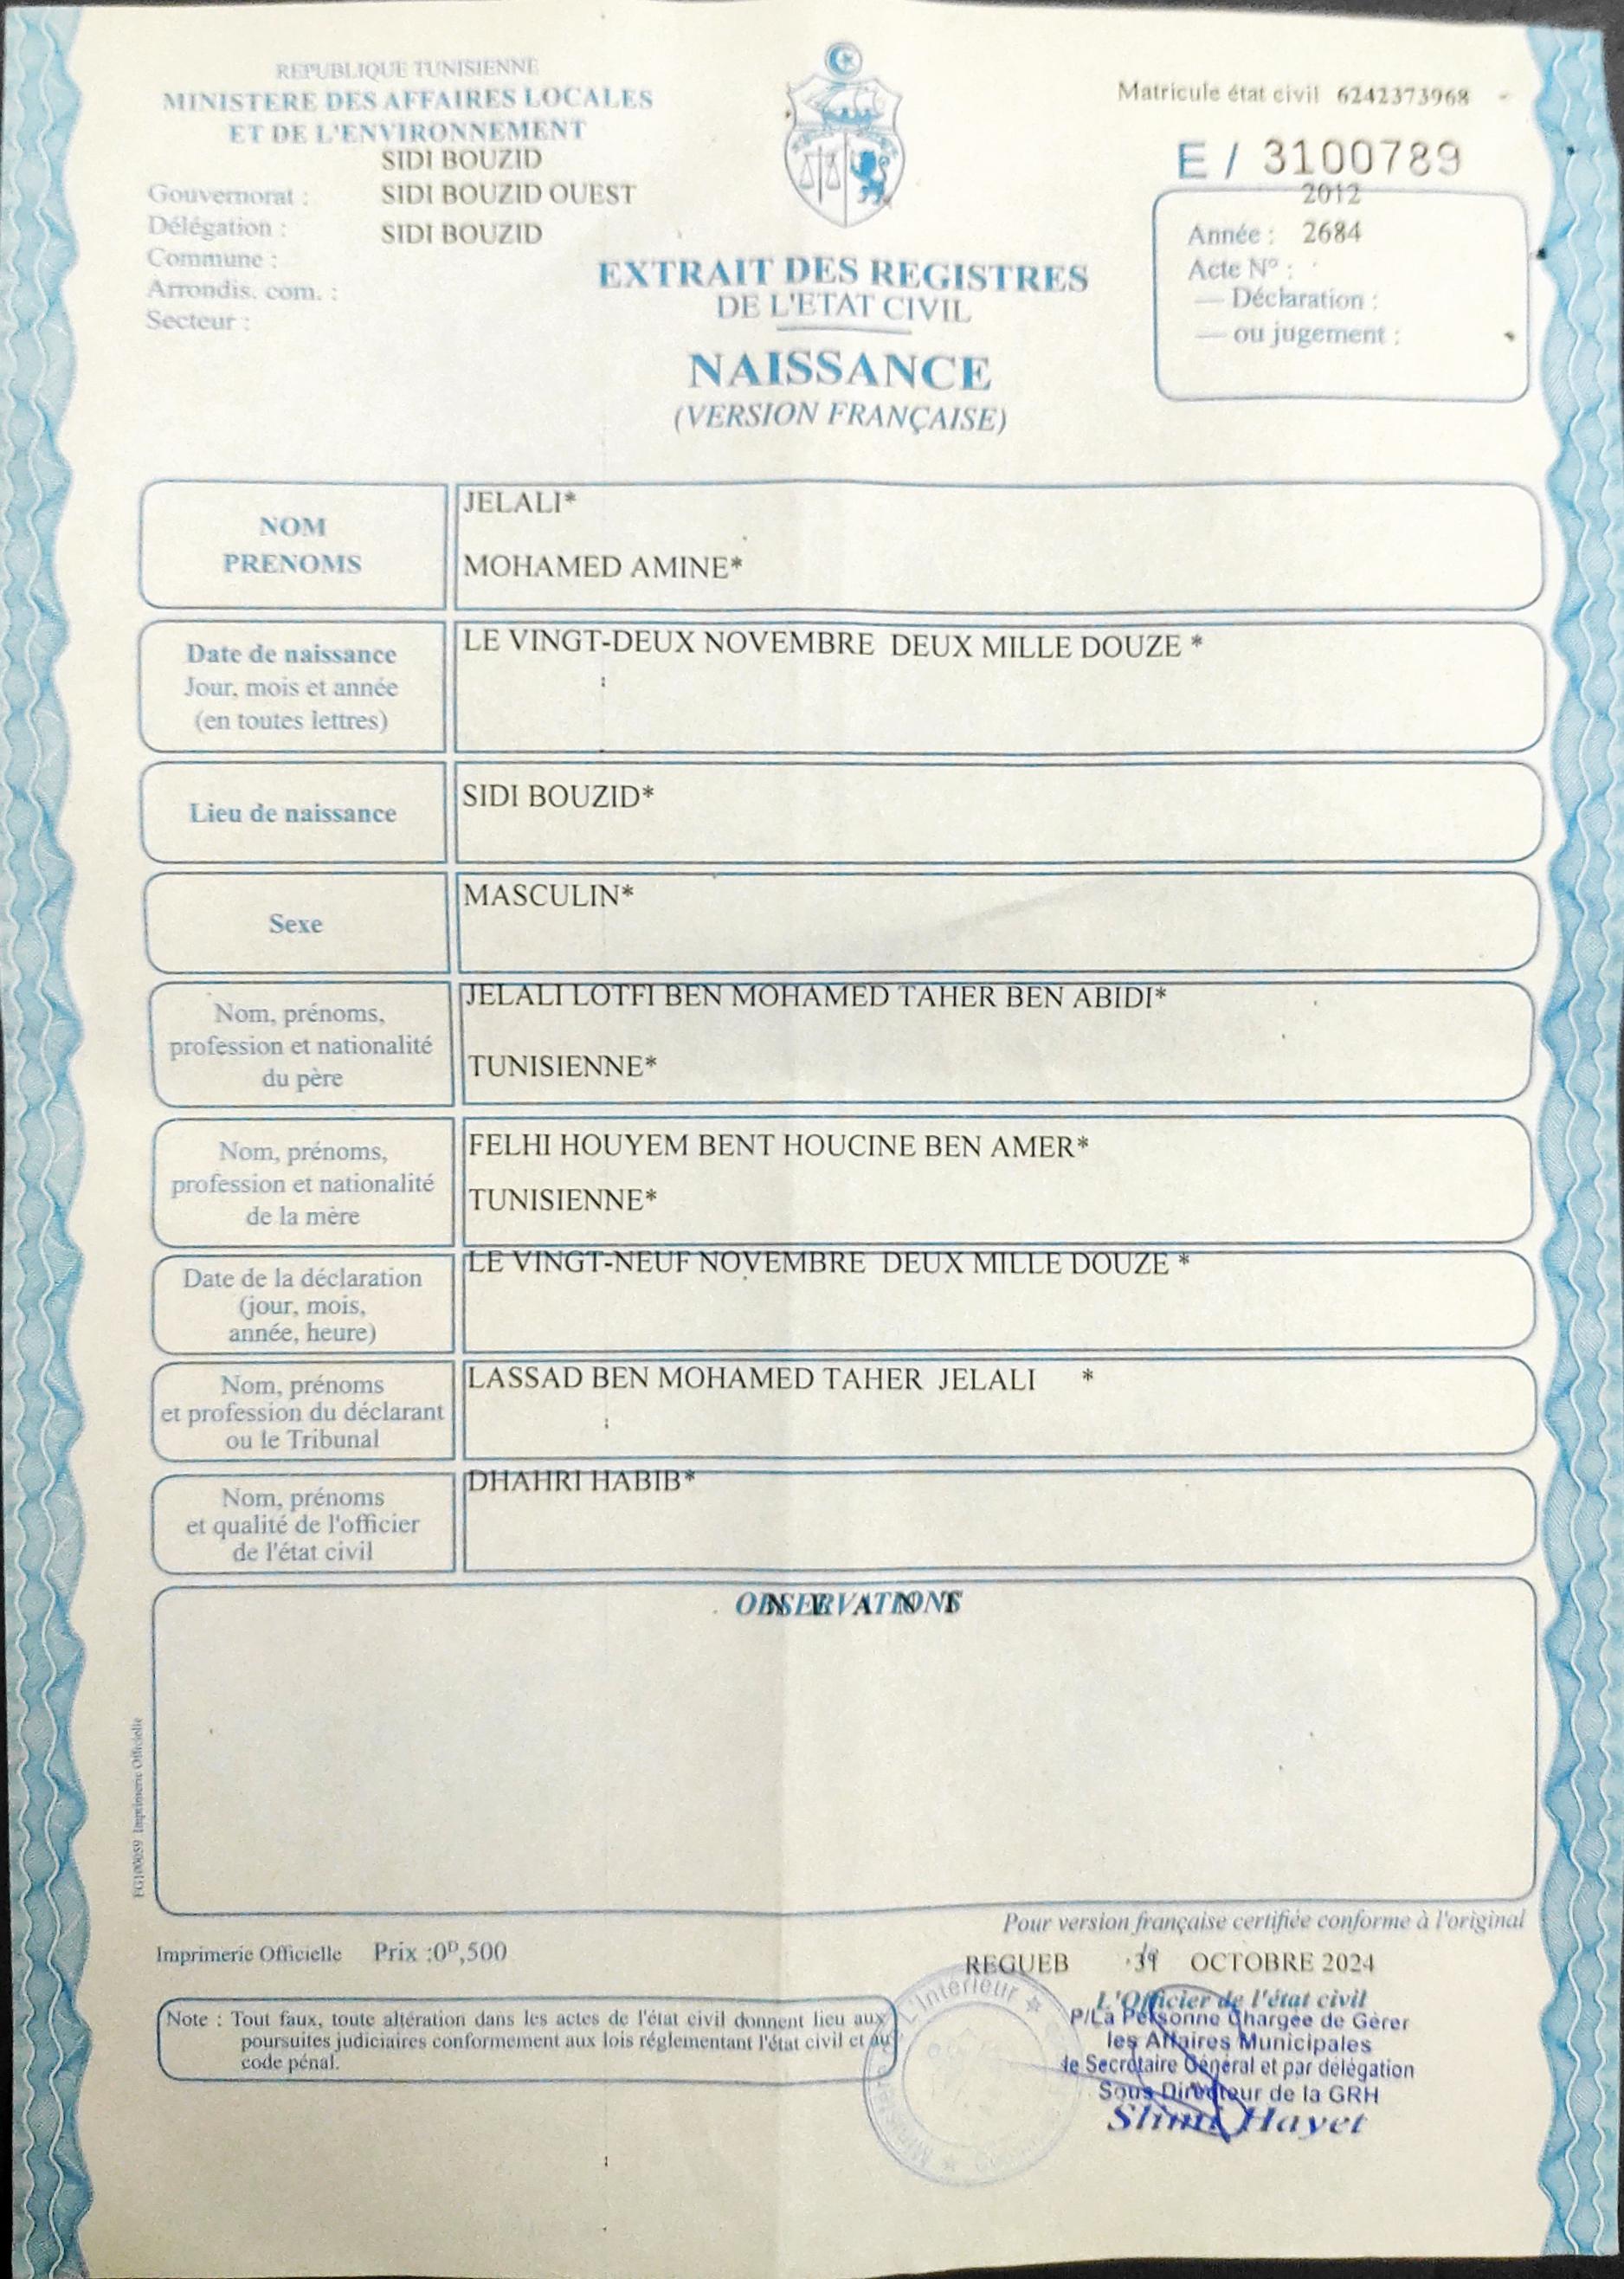 REPUBLIQUE TUNISIENNE
MINISTERE DES AFFAIRES LOCALES
ET DE L'ENVIRONNEMENT
SIDI BOUZID
Gouvernorat : SIDI BOUZID OUEST
Délégation : SIDI BOUZID
Commune :
Arrondis. com. :
Secteur :
Matricule état civil 6242373968
E / 3100789
2012
Année : 2684
Acte N° :
— Déclaration :
— ou jugement :
EXTRAIT DES REGISTRES
DE L'ETAT CIVIL
NAISSANCE
(VERSION FRANÇAISE)
NOM
PRENOMS
JELALI*
MOHAMED AMINE*
Date de naissance
Jour, mois et année
(en toutes lettres)
LE VINGT-DEUX NOVEMBRE DEUX MILLE DOUZE *
Lieu de naissance
SIDI BOUZID*
Sexe
MASCULIN*
Nom, prénoms,
profession et nationalité
du père
JELALI LOTFI BEN MOHAMED TAHER BEN ABIDI*
TUNISIENNE*
Nom, prénoms,
profession et nationalité
de la mère
FELHI HOUYEM BENT HOUCINE BEN AMER*
TUNISIENNE*
Date de la déclaration
(jour, mois,
année, heure)
LE VINGT-NEUF NOVEMBRE DEUX MILLE DOUZE *
Nom, prénoms
et profession du déclarant
ou le Tribunal
LASSAD BEN MOHAMED TAHER JELALI *
Nom, prénoms
et qualité de l'officier
de l'état civil
DHAHRI HABIB*
OBSERVATIONS
N E A N T
FG100059 Imprimerie Officielle
Pour version française certifiée conforme à l'original
Imprimerie Officielle Prix :0ᴰ,500
REGUEB OCTOBRE 2024
L'Officier de l'état civil
P/La Personne Chargée de Gérer
les Affaires Municipales
le Secrétaire Général et par délégation
Sous Directeur de la GRH
Slimi Hayet
Note : Tout faux, toute altération dans les actes de l'état civil donnent lieu aux
poursuites judiciaires conformement aux lois réglementant l'état civil et au
code pénal.
L'Intérieur